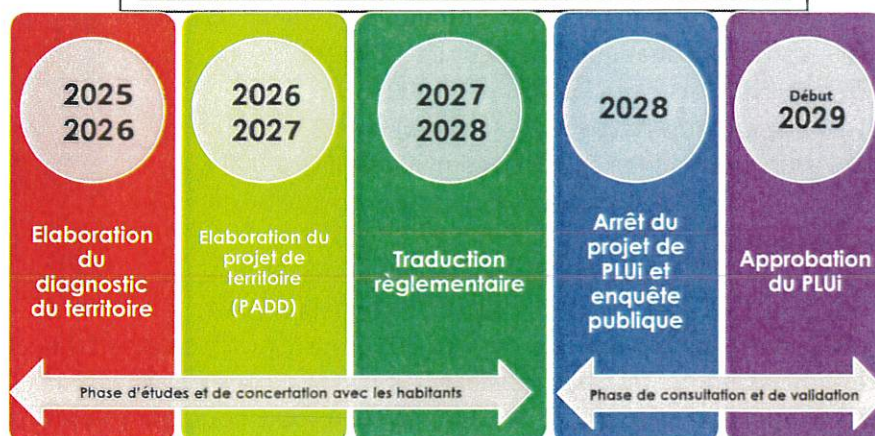 2025
2026
Elaboration
du
diagnostic
du territoire
2026
2027
Elaboration du
projet de
territoire
(PADD)
2027
2028
Traduction
règlementaire
2028
Arrêt du
projet de
PLUi et
enquête
publique
Début
2029
Approbation
du PLUi
Phase d'études et de concertation avec les habitants
Phase de consultation et de validation